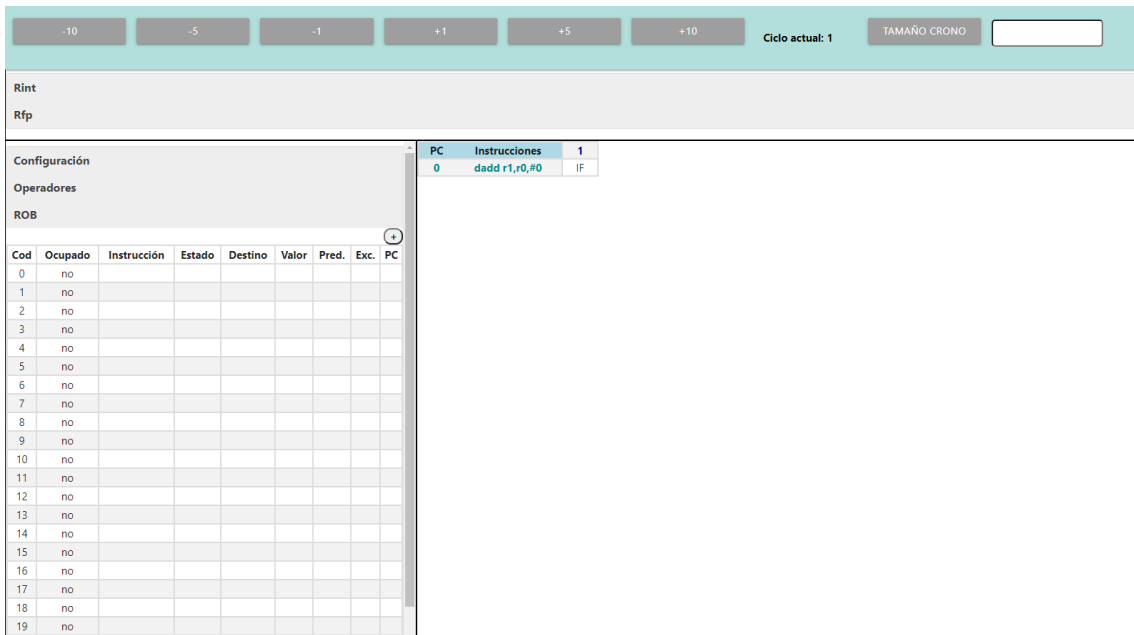 -10 -5 -1 +1 +5 +10 Ciclo actual: 1 TAMAÑO CRONO
Rint
Rfp
Configuración
Operadores
ROB
+
Cod Ocupado Instrucción Estado Destino Valor Pred. Exc. PC
0 no
1 no
2 no
3 no
4 no
5 no
6 no
7 no
8 no
9 no
10 no
11 no
12 no
13 no
14 no
15 no
16 no
17 no
18 no
19 no
PC Instrucciones 1
0 dadd r1,r0,#0 IF